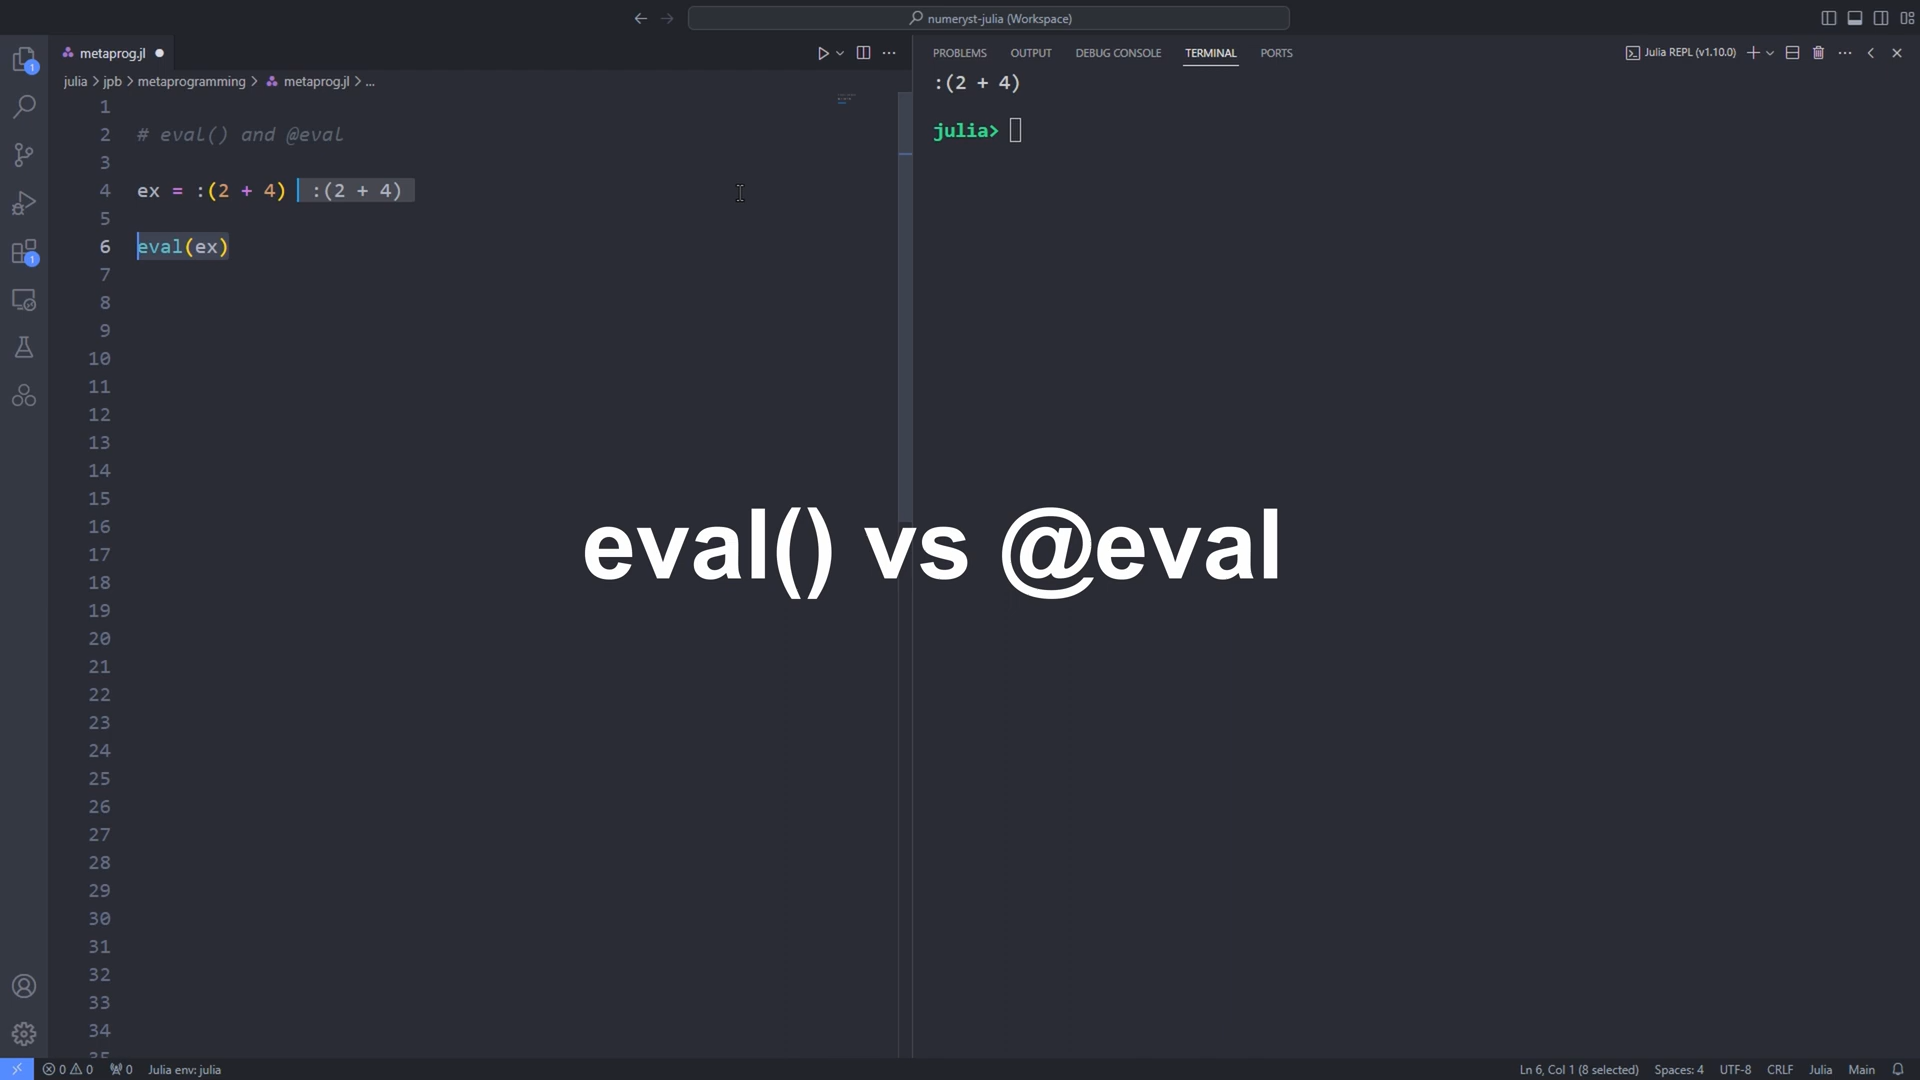 numeryst-julia (Workspace)
metaprog.jl
PROBLEMS OUTPUT DEBUG CONSOLE TERMINAL PORTS
Julia REPL (v1.10.0)
julia > jpb > metaprogramming > metaprog.jl > ...
1
2 # eval() and @eval
3
4 ex = :(2 + 4) :(2 + 4)
5
6 eval(ex)
7
8
9
10
11
12
13
14
15
16
17
18
19
20
21
22
23
24
25
26
27
28
29
30
31
32
33
34
35
:(2 + 4)
julia>
eval() vs @eval
1
1
0 0 0 Julia env: julia
Ln 6, Col 1 (8 selected) Spaces: 4 UTF-8 CRLF Julia Main